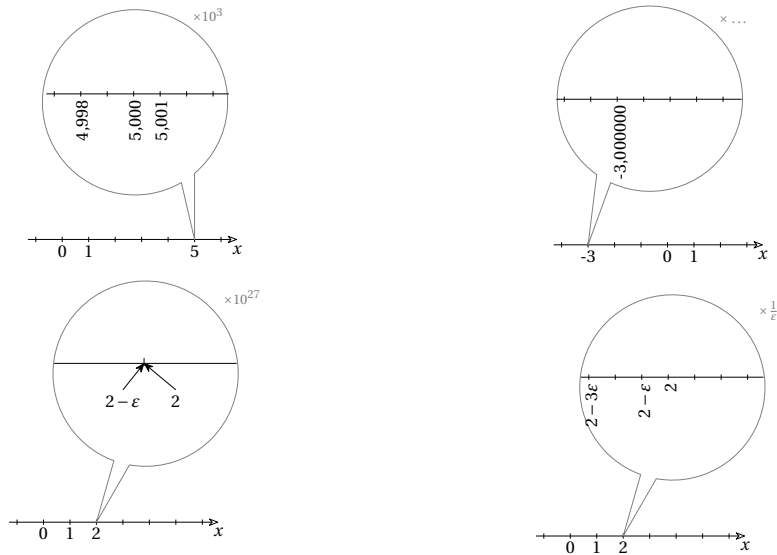 ×10³
4,998
5,000
5,001
0 1 5 x
× ...
-3,000000
-3 0 1 x
×10²⁷
2 − ε 2
0 1 2 x
× 1/ε
2 − 3ε
2 − ε
2
0 1 2 x